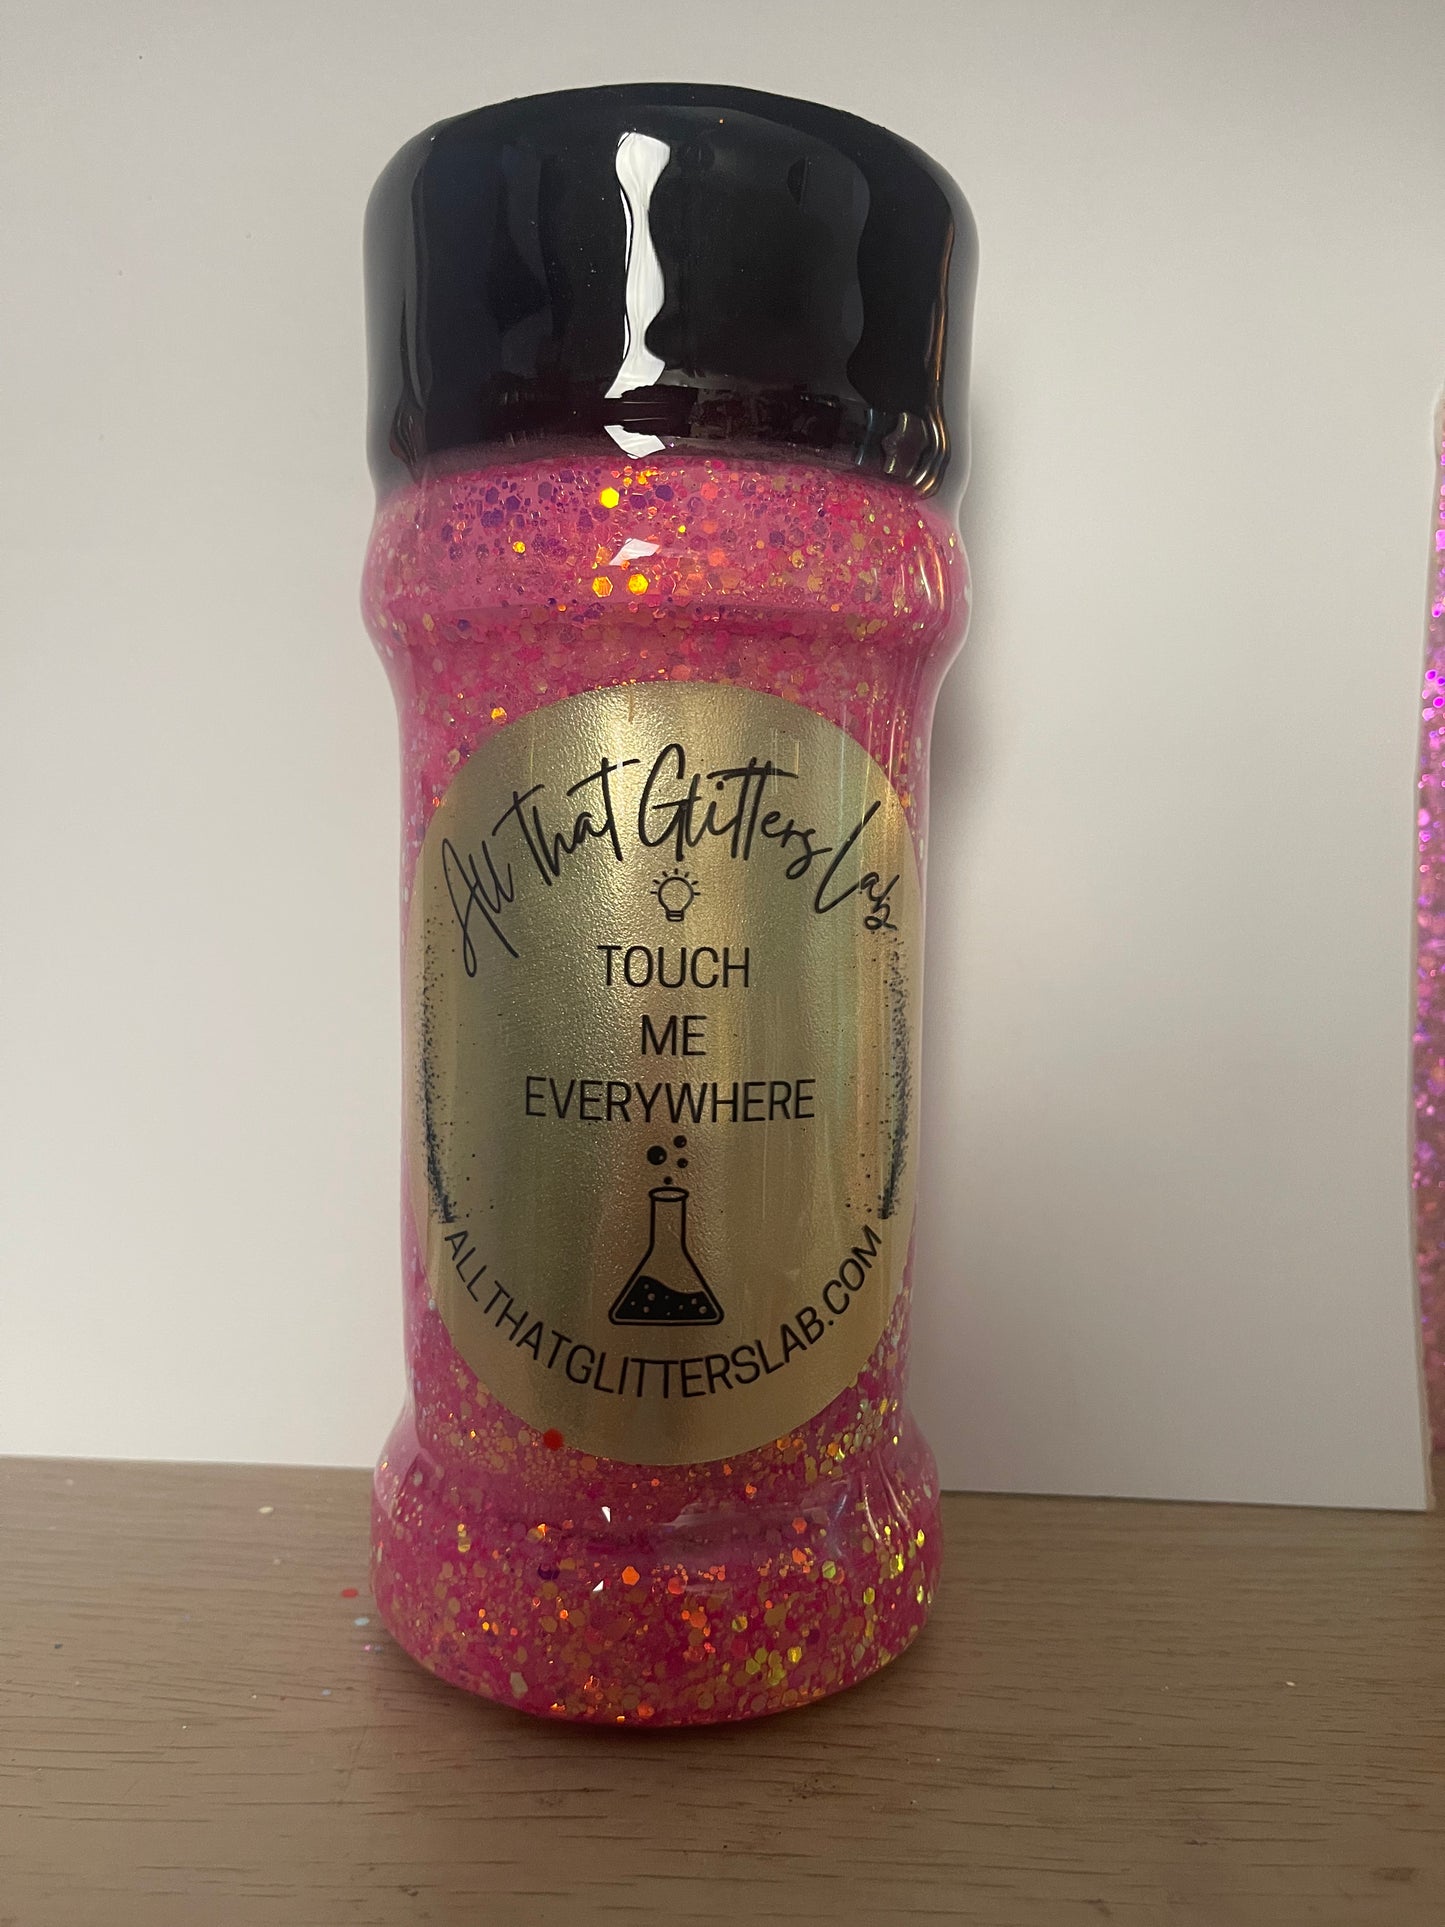 All That Glitters Lab
TOUCH
ME
EVERYWHERE
ALLTHATGLITTERSLAB.COM